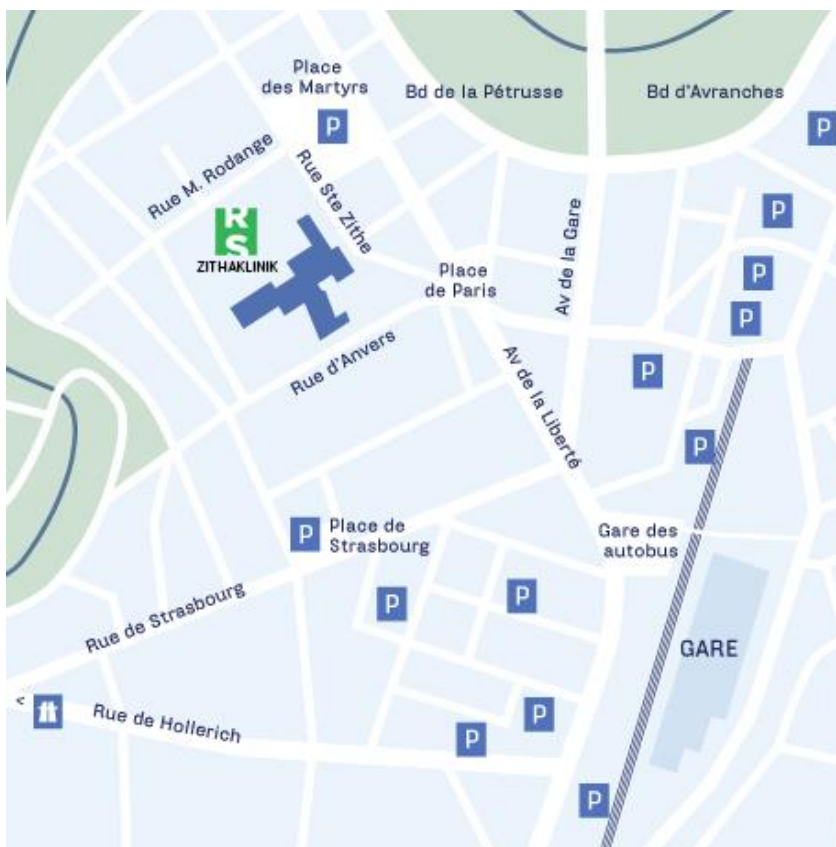 Place
des Martyrs
P
Bd de la Pétrusse
Bd d'Avranches
P
Rue M. Rodange
Rue Ste Zithe
RS
ZITHAKLINIK
P
Av de la Gare
Place
de Paris
P
P
Rue d'Anvers
Av de la Liberté
P
P
P
Place de
Strasbourg
Gare des
autobus
Rue de Strasbourg
P
P
GARE
<
Rue de Hollerich
P
P
P